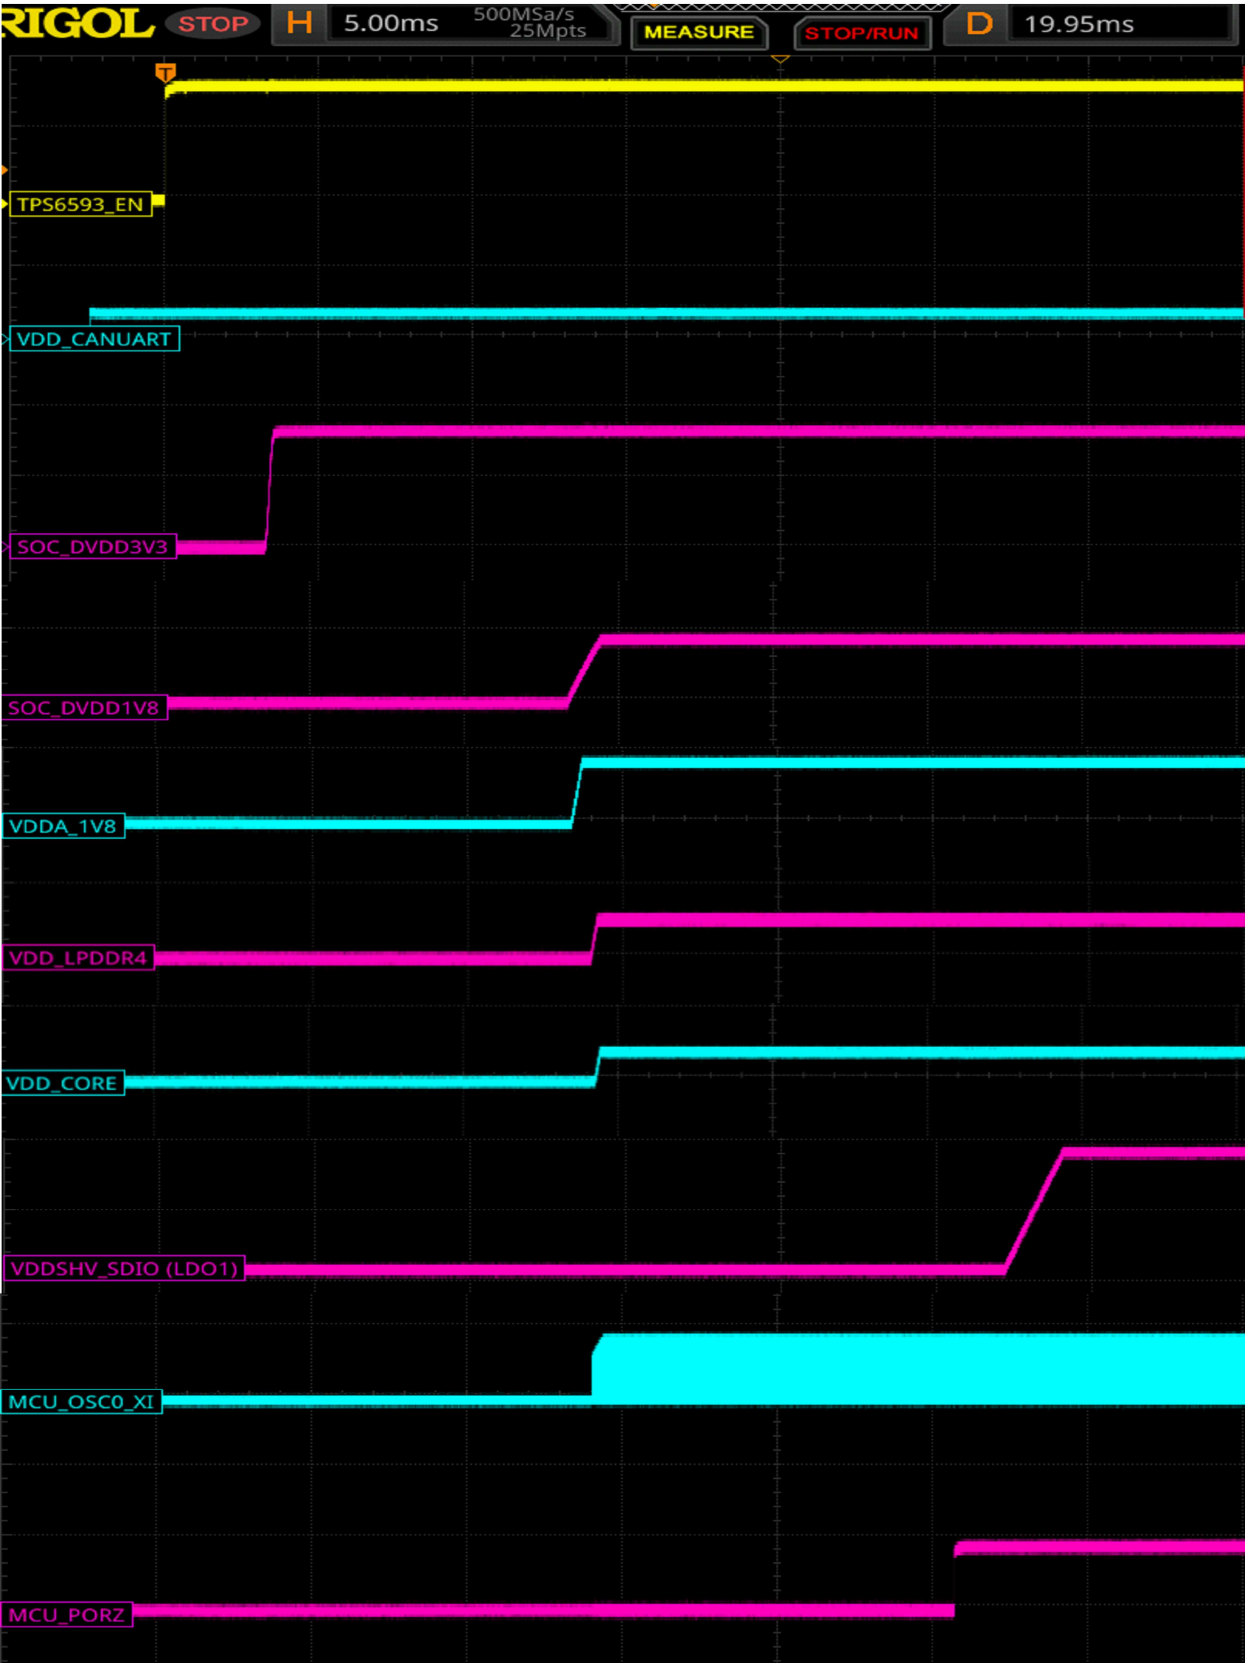 RIGOL STOP H 5.00ms 500MSa/s 25Mpts MEASURE STOP/RUN D 19.95ms
T
TPS6593_EN
VDD_CANUART
SOC_DVDD3V3
SOC_DVDD1V8
VDDA_1V8
VDD_LPDDR4
VDD_CORE
VDDSHV_SDIO (LDO1)
MCU_OSC0_XI
MCU_PORZ